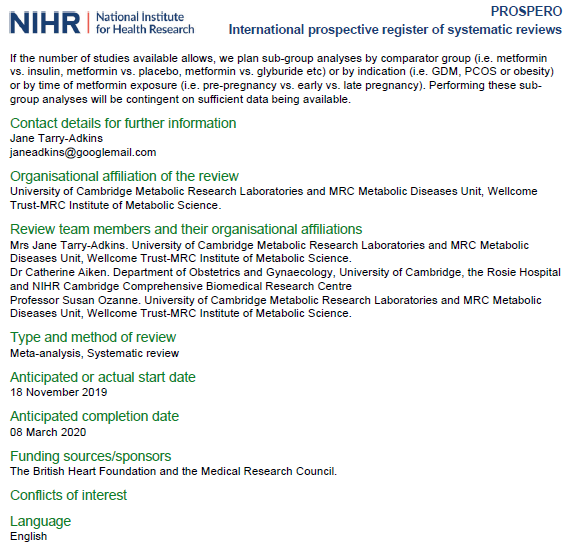 NIHR | National Institute
for Health Research
PROSPERO
International prospective register of systematic reviews
If the number of studies available allows, we plan sub-group analyses by comparator group (i.e. metformin
vs. insulin, metformin vs. placebo, metformin vs. glyburide etc) or by indication (i.e. GDM, PCOS or obesity)
or by time of metformin exposure (i.e. pre-pregnancy vs. early vs. late pregnancy). Performing these sub-
group analyses will be contingent on sufficient data being available.
Contact details for further information
Jane Tarry-Adkins
janeadkins@googlemail.com
Organisational affiliation of the review
University of Cambridge Metabolic Research Laboratories and MRC Metabolic Diseases Unit, Wellcome
Trust-MRC Institute of Metabolic Science.
Review team members and their organisational affiliations
Mrs Jane Tarry-Adkins. University of Cambridge Metabolic Research Laboratories and MRC Metabolic
Diseases Unit, Wellcome Trust-MRC Institute of Metabolic Science.
Dr Catherine Aiken. Department of Obstetrics and Gynaecology, University of Cambridge, the Rosie Hospital
and NIHR Cambridge Comprehensive Biomedical Research Centre
Professor Susan Ozanne. University of Cambridge Metabolic Research Laboratories and MRC Metabolic
Diseases Unit, Wellcome Trust-MRC Institute of Metabolic Science.
Type and method of review
Meta-analysis, Systematic review
Anticipated or actual start date
18 November 2019
Anticipated completion date
08 March 2020
Funding sources/sponsors
The British Heart Foundation and the Medical Research Council.
Conflicts of interest
Language
English